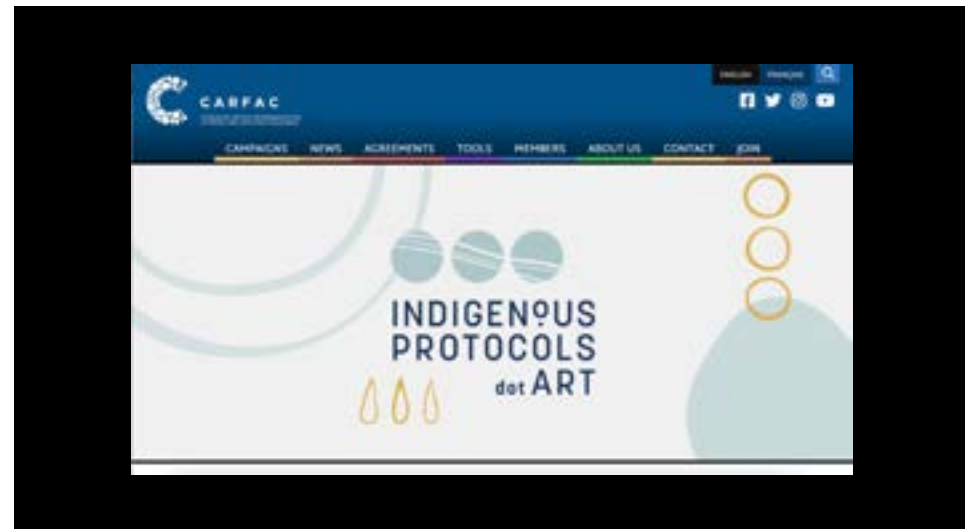 ENGLISH FRANÇAIS
CARFAC
CAMPAIGNS NEWS AGREEMENTS TOOLS MEMBERS ABOUT US CONTACT JOIN
INDIGENOUS
PROTOCOLS
dot ART